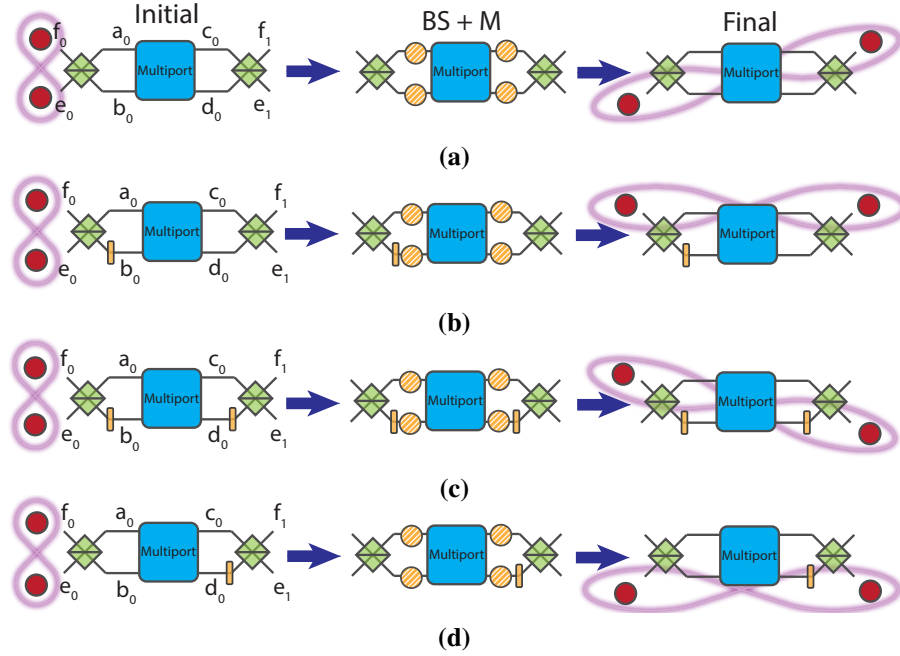 Initial BS + M Final
f0 a0 c0 f1
Multiport Multiport Multiport
e0 b0 d0 e1
(a)
f0 a0 c0 f1
Multiport Multiport Multiport
e0 b0 d0 e1
(b)
f0 a0 c0 f1
Multiport Multiport Multiport
e0 b0 d0 e1
(c)
f0 a0 c0 f1
Multiport Multiport Multiport
e0 b0 d0 e1
(d)